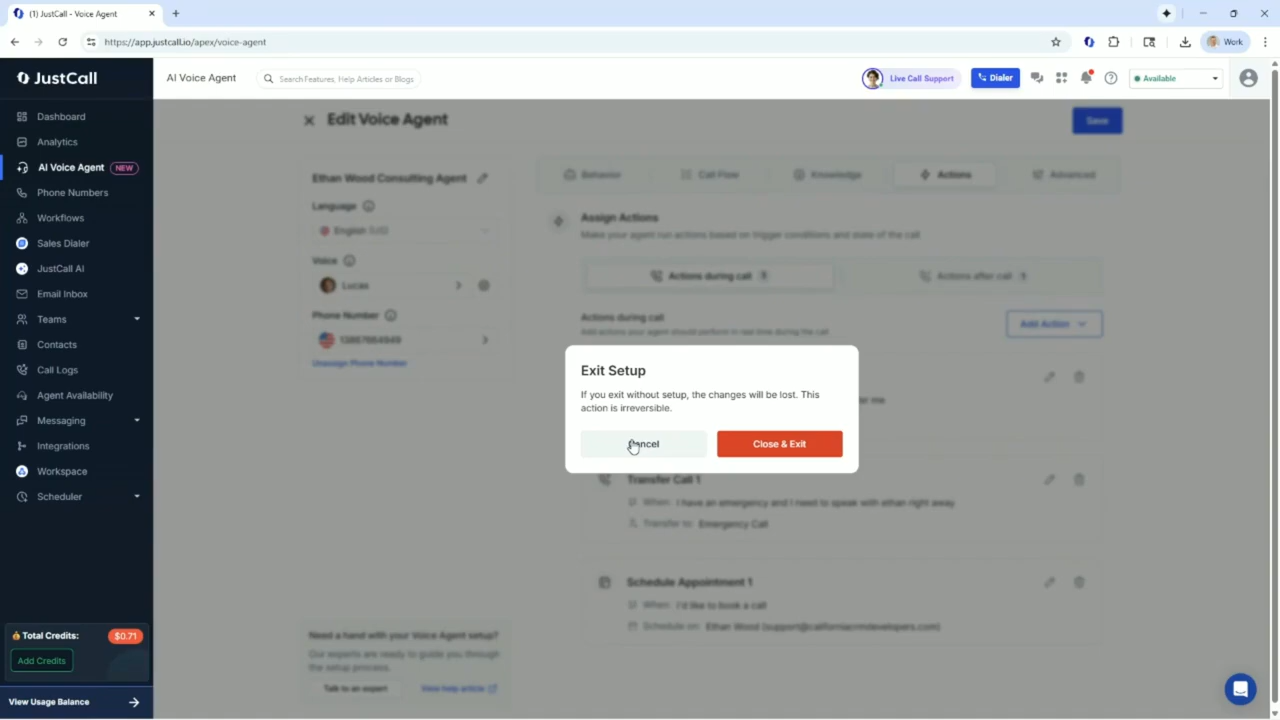 (1) JustCall - Voice Agent
https://app.justcall.io/apex/voice-agent
Work
JustCall
AI Voice Agent
Search Features, Help Articles or Blogs
Live Call Support
Dialer
Available
Dashboard
Analytics
AI Voice Agent NEW
Phone Numbers
Workflows
Sales Dialer
JustCall AI
Email Inbox
Teams
Contacts
Call Logs
Agent Availability
Messaging
Integrations
Workspace
Scheduler
Total Credits: $0.71
Add Credits
View Usage Balance
Edit Voice Agent
Save
Ethan Wood Consulting Agent
Language
English (US)
Voice
Lucas
Phone Number
13867664949
Unassign Phone Number
Need a hand with your Voice Agent setup?
Our experts are ready to guide you through
the setup process.
Talk to an expert
View help article
Behavior
Call Flow
Knowledge
Actions
Advanced
Assign Actions
Make your agent run actions based on trigger conditions and state of the call
Actions during call 3
Actions after call
Actions during call
Add actions your agent should perform in real time during the call
Add Action
me
Exit Setup
If you exit without setup, the changes will be lost. This
action is irreversible.
Cancel
Close & Exit
Transfer Call 1
When: I have an emergency and I need to speak with ethan right away
Transfer to: Emergency Call
Schedule Appointment 1
When: I'd like to book a call
Schedule on: Ethan Wood (support@californiacrmdevelopers.com)